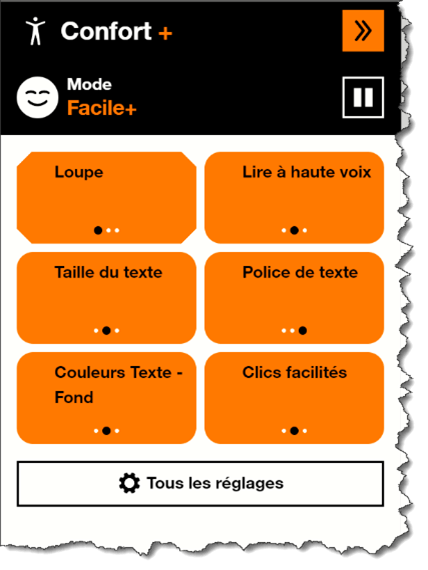 Confort +
Mode
Facile+
Loupe
Lire à haute voix
Taille du texte
Police de texte
Couleurs Texte -
Fond
Clics facilités
Tous les réglages